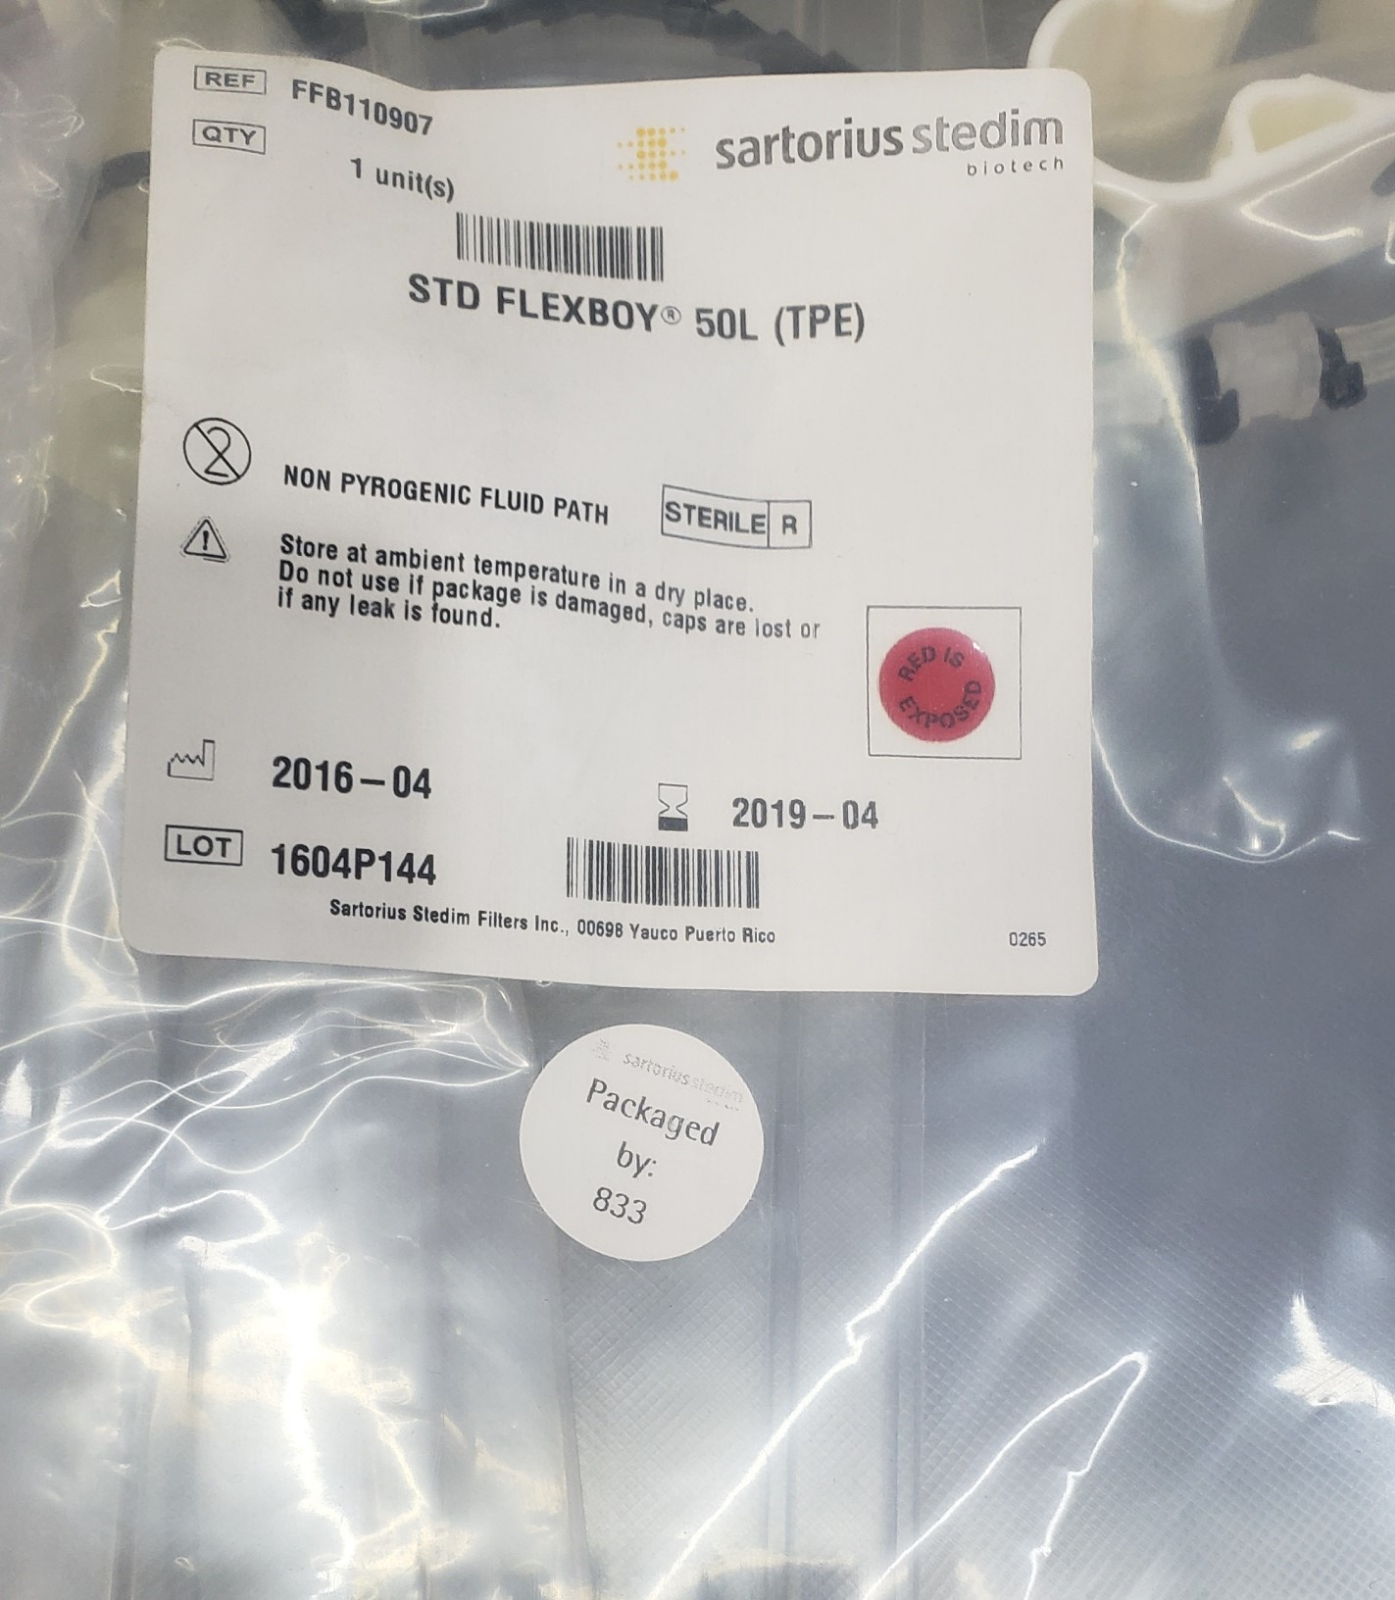 REF FFB110907
QTY 1 unit(s)
sartorius stedim
biotech
STD FLEXBOY® 50L (TPE)
2
NON PYROGENIC FLUID PATH
STERILE R
Store at ambient temperature in a dry place.
Do not use if package is damaged, caps are lost or
if any leak is found.
RED IS
EXPOSED
2016–04
2019–04
LOT 1604P144
Sartorius Stedim Filters Inc., 00698 Yauco Puerto Rico
0265
sartorius stedim
Packaged
by:
833